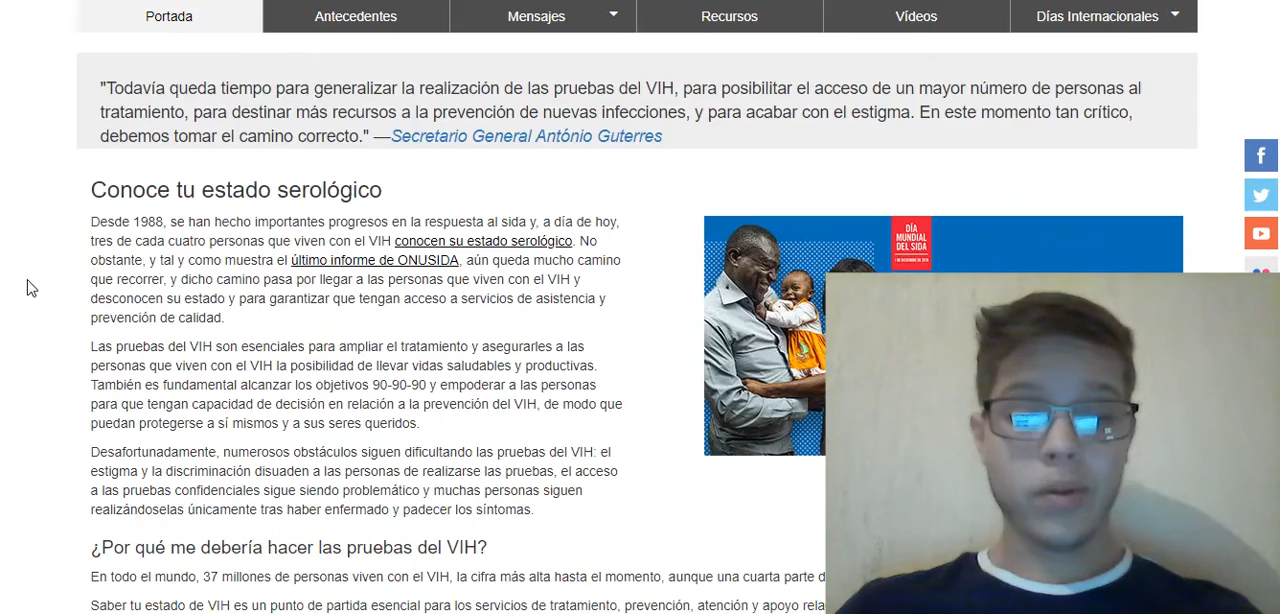 Portada
Antecedentes
Mensajes
Recursos
Vídeos
Días Internacionales
"Todavía queda tiempo para generalizar la realización de las pruebas del VIH, para posibilitar el acceso de un mayor número de personas al
tratamiento, para destinar más recursos a la prevención de nuevas infecciones, y para acabar con el estigma. En este momento tan crítico,
debemos tomar el camino correcto." —Secretario General António Guterres
Conoce tu estado serológico
Desde 1988, se han hecho importantes progresos en la respuesta al sida y, a día de hoy,
tres de cada cuatro personas que viven con el VIH conocen su estado serológico. No
obstante, y tal y como muestra el último informe de ONUSIDA, aún queda mucho camino
que recorrer, y dicho camino pasa por llegar a las personas que viven con el VIH y
desconocen su estado y para garantizar que tengan acceso a servicios de asistencia y
prevención de calidad.
Las pruebas del VIH son esenciales para ampliar el tratamiento y asegurarles a las
personas que viven con el VIH la posibilidad de llevar vidas saludables y productivas.
También es fundamental alcanzar los objetivos 90-90-90 y empoderar a las personas
para que tengan capacidad de decisión en relación a la prevención del VIH, de modo que
puedan protegerse a sí mismos y a sus seres queridos.
Desafortunadamente, numerosos obstáculos siguen dificultando las pruebas del VIH: el
estigma y la discriminación disuaden a las personas de realizarse las pruebas, el acceso
a las pruebas confidenciales sigue siendo problemático y muchas personas siguen
realizándoselas únicamente tras haber enfermado y padecer los síntomas.
DÍA
MUNDIAL
DEL SIDA
¿Por qué me debería hacer las pruebas del VIH?
En todo el mundo, 37 millones de personas viven con el VIH, la cifra más alta hasta el momento, aunque una cuarta parte d
Saber tu estado de VIH es un punto de partida esencial para los servicios de tratamiento, prevención, atención y apoyo rela